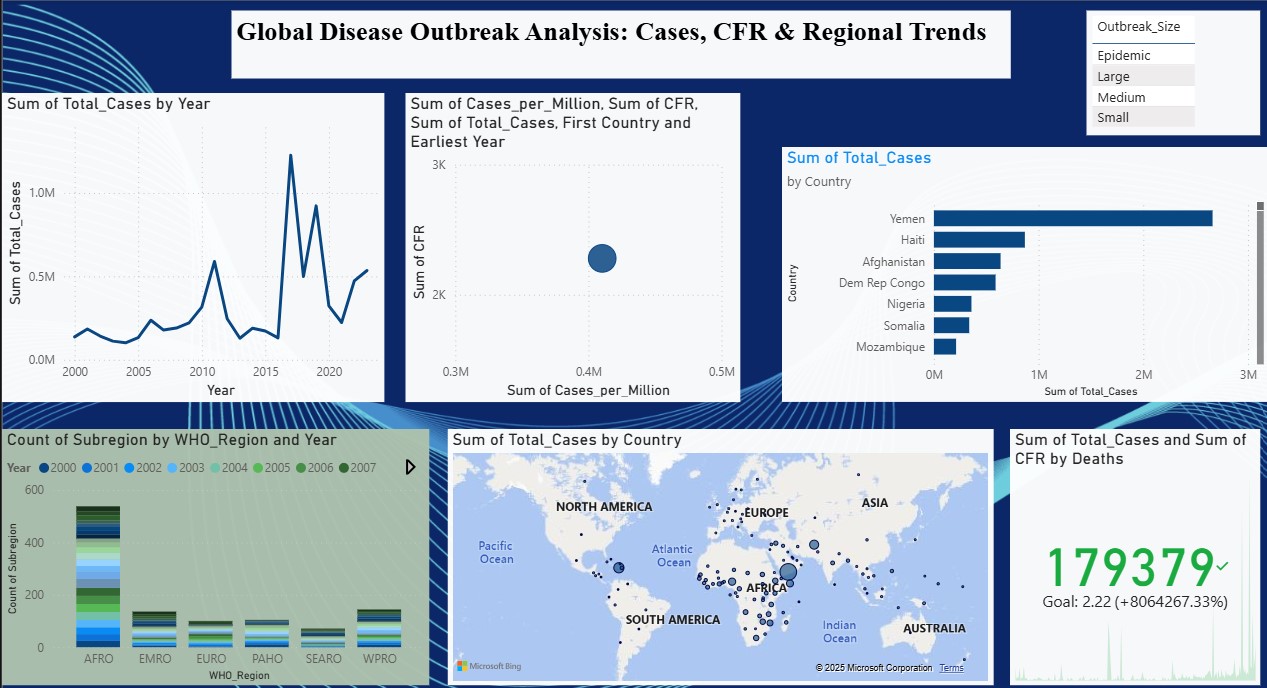 Global Disease Outbreak Analysis: Cases, CFR & Regional Trends
Outbreak_Size
Epidemic
Large
Medium
Small
Sum of Total_Cases by Year
Sum of Total_Cases
1.0M
0.5M
0.0M
2000 2005 2010 2015 2020
Year
Sum of Cases_per_Million, Sum of CFR,
Sum of Total_Cases, First Country and
Earliest Year
Sum of CFR
3K
2K
0.3M 0.4M 0.5M
Sum of Cases_per_Million
Sum of Total_Cases
by Country
Country
Yemen
Haiti
Afghanistan
Dem Rep Congo
Nigeria
Somalia
Mozambique
0M 1M 2M 3M
Sum of Total_Cases
Count of Subregion by WHO_Region and Year
Year 2000 2001 2002 2003 2004 2005 2006 2007
Count of Subregion
600
400
200
0
AFRO EMRO EURO PAHO SEARO WPRO
WHO_Region
Sum of Total_Cases by Country
NORTH AMERICA
EUROPE
ASIA
Pacific
Ocean
Atlantic
Ocean
AFRICA
SOUTH AMERICA
Indian
Ocean
AUSTRALIA
Microsoft Bing
© 2025 Microsoft Corporation Terms
Sum of Total_Cases and Sum of
CFR by Deaths
179379
Goal: 2.22 (+8064267.33%)